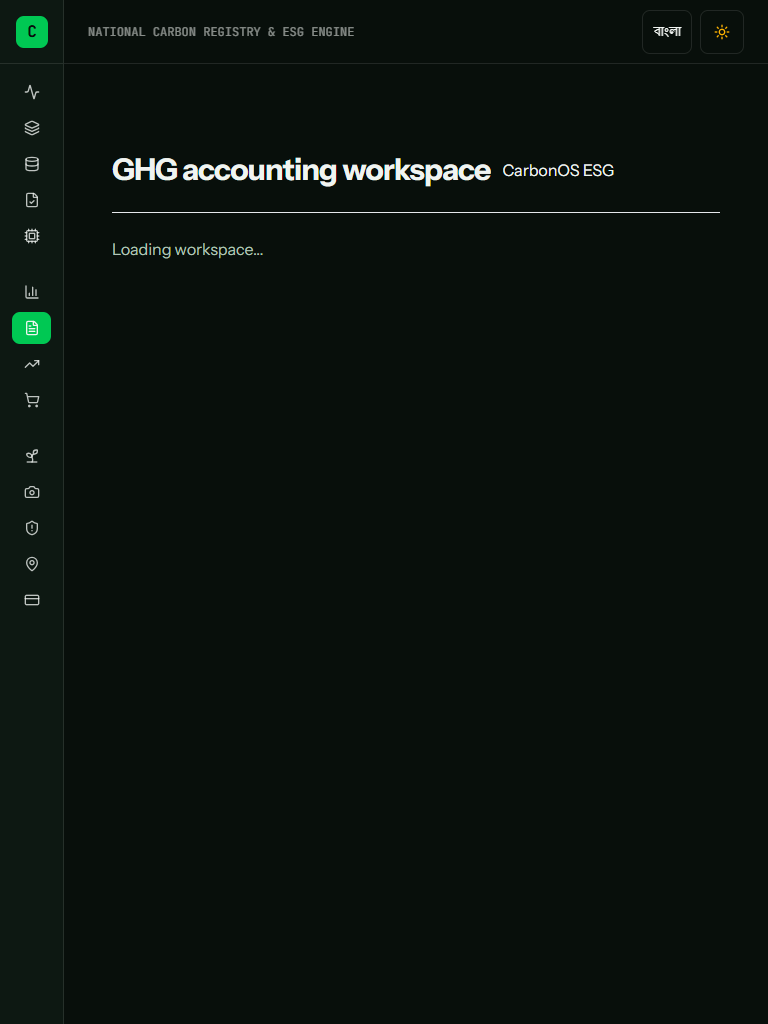 C
NATIONAL CARBON REGISTRY & ESG ENGINE
বাংলা
GHG accounting workspace CarbonOS ESG
Loading workspace...